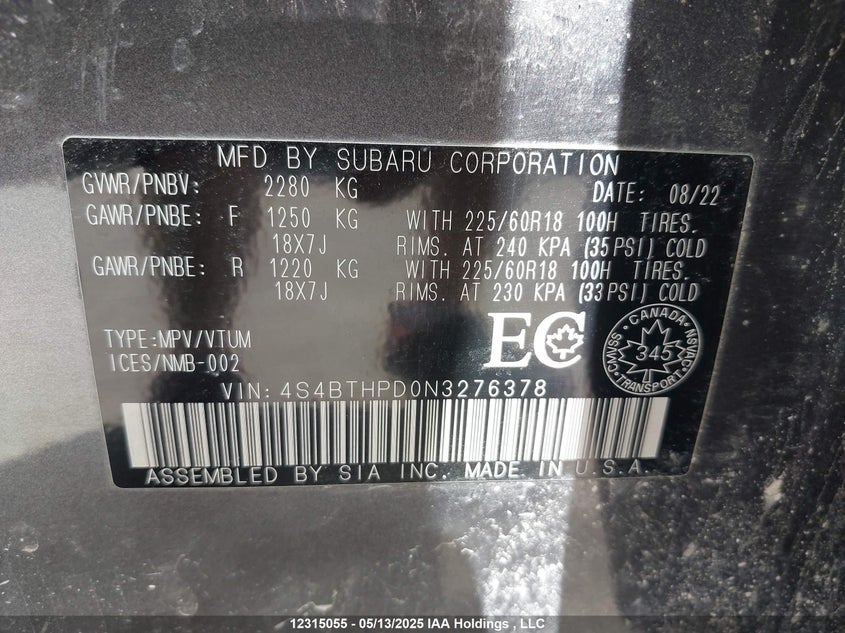 MFD BY SUBARU CORPORATION
GVWR/PNBV: 2280 KG DATE: 08/22
GAWR/PNBE: F 1250 KG WITH 225/60R18 100H TIRES.
18X7J RIMS. AT 240 KPA (35PSI) COLD
GAWR/PNBE: R 1220 KG WITH 225/60R18 100H TIRES.
18X7J RIMS. AT 230 KPA (33PSI) COLD
TYPE:MPV/VTUM
ICES/NMB-002
EC
CANADA
CMVSS
345
NSVAC
TRANSPORT
VIN: 4S4BTHPD0N3276378
ASSEMBLED BY SIA INC. MADE IN U.S.A.
12315055 - 05/13/2025 IAA Holdings , LLC